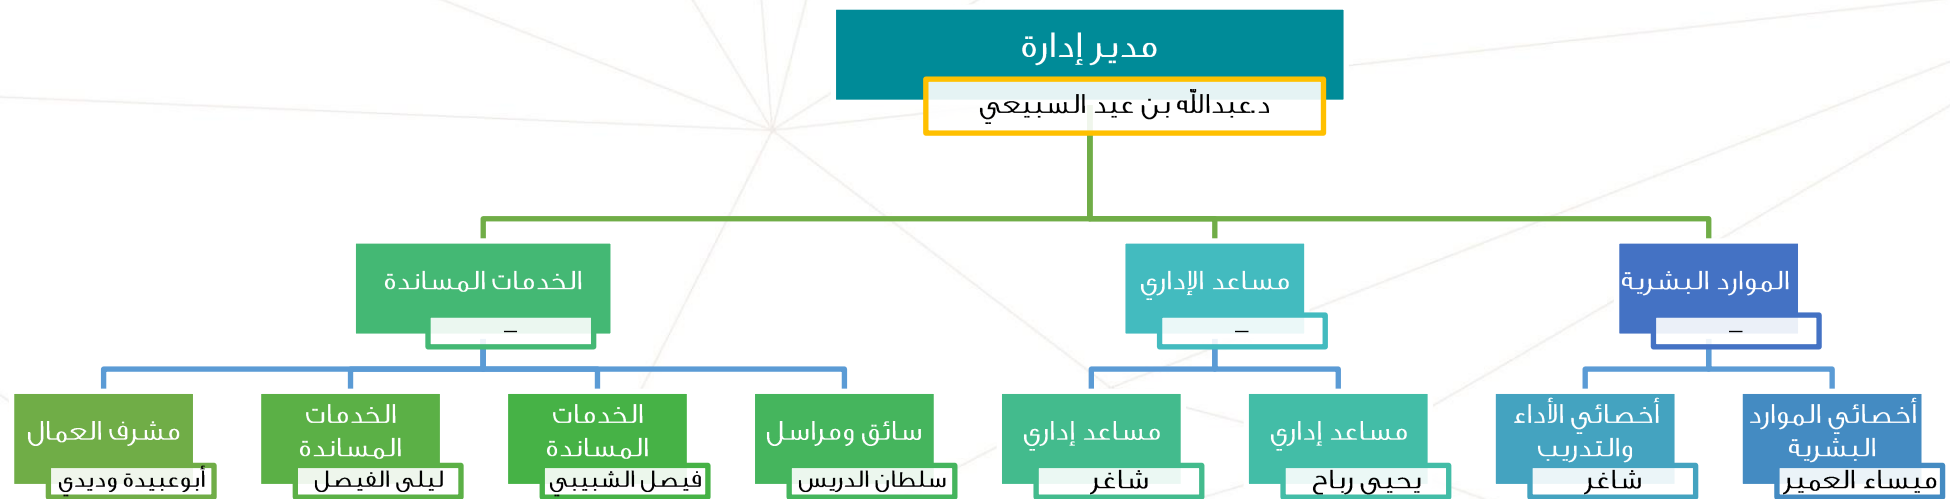 مدير إدارة
د.عبدالله بن عيد السبيعي
الموارد البشرية
_
مساعد الإداري
_
الخدمات المساندة
_
أخصائي الموارد
البشرية
ميساء العمير
أخصائي الأداء
والتدريب
شاغر
مساعد إداري
يحيى رباح
مساعد إداري
شاغر
سائق ومراسل
سلطان الدريس
الخدمات
المساندة
فيصل الشبيبي
الخدمات
المساندة
ليلى الفيصل
مشرف العمال
أبوعبيدة وديدي